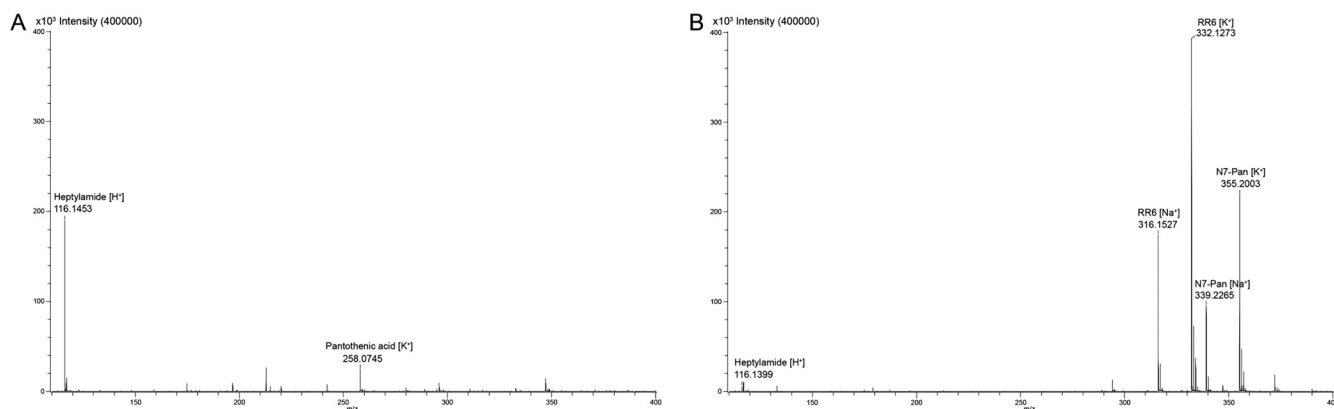 A
x10³ Intensity (400000)
400
300
200
100
0
Heptylamide [H⁺]
116.1453
Pantothenic acid [K⁺]
258.0745
150
200
250
300
350
400
m/z
B
x10³ Intensity (400000)
400
300
200
100
0
RR6 [K⁺]
332.1273
N7-Pan [K⁺]
355.2003
RR6 [Na⁺]
316.1527
N7-Pan [Na⁺]
339.2265
Heptylamide [H⁺]
116.1399
150
200
250
300
350
400
m/z